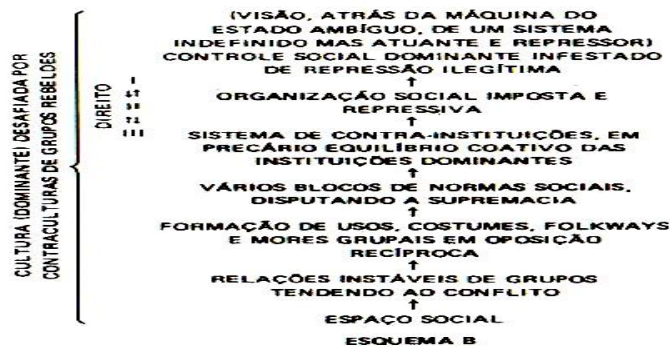 (VISÃO, ATRÁS DA MÁQUINA DO
ESTADO AMBÍGUO, DE UM SISTEMA
INDEFINIDO MAS ATUANTE E REPRESSOR)
CONTROLE SOCIAL DOMINANTE INFESTADO
DE REPRESSÃO ILEGÍTIMA
↑
ORGANIZAÇÃO SOCIAL IMPOSTA E
REPRESSIVA
↑
SISTEMA DE CONTRA-INSTITUIÇÕES, EM
PRECÁRIO EQUILÍBRIO COATIVO DAS
INSTITUIÇÕES DOMINANTES
↑
VÁRIOS BLOCOS DE NORMAS SOCIAIS,
DISPUTANDO A SUPREMACIA
↑
FORMAÇÃO DE USOS, COSTUMES, FOLKWAYS
E MORES GRUPAIS EM OPOSIÇÃO
RECÍPROCA
↑
RELAÇÕES INSTÁVEIS DE GRUPOS
TENDENDO AO CONFLITO
↑
ESPAÇO SOCIAL
ESQUEMA B
CULTURA (DOMINANTE) DESAFIADA POR
CONTRACULTURAS DE GRUPOS REBELDES
DIREITO